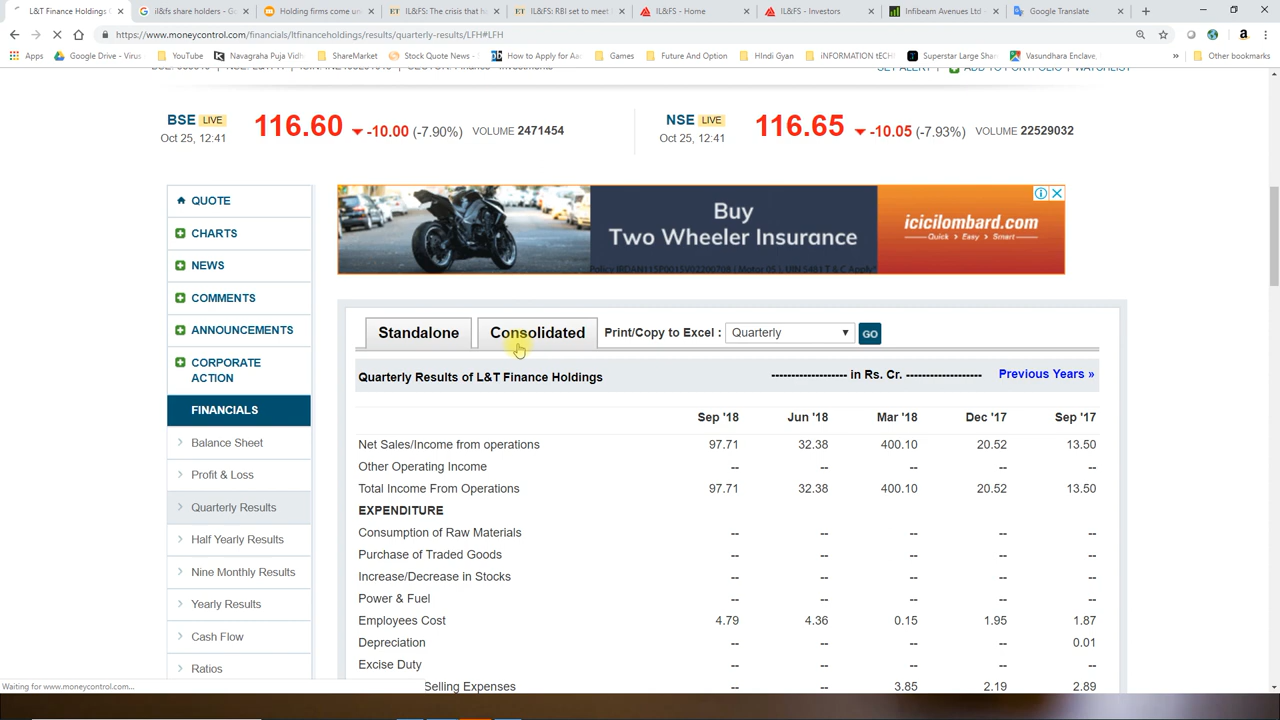 L&T Finance Holdings
il&fs share holders - Go
Holding firms come un
IL&FS: The crisis that h
IL&FS: RBI set to meet
IL&FS - Home
IL&FS - Investors
Infibeam Avenues Ltd
Google Translate
https://www.moneycontrol.com/financials/ltfinanceholdings/results/quarterly-results/LFH#LFH
Apps
Google Drive - Virus
YouTube
Navagraha Puja Vidh
ShareMarket
Stock Quote News -
How to Apply for Aa
Games
Future And Option
HIndi Gyan
iNFORMATION tECH
Superstar Large Shar
Vasundhara Enclave,
»
Other bookmarks
BSE LIVE
Oct 25, 12:41
116.60 -10.00 (-7.90%) VOLUME 2471454
NSE LIVE
Oct 25, 12:41
116.65 -10.05 (-7.93%) VOLUME 22529032
QUOTE
CHARTS
NEWS
COMMENTS
ANNOUNCEMENTS
CORPORATE
ACTION
FINANCIALS
Balance Sheet
Profit & Loss
Quarterly Results
Half Yearly Results
Nine Monthly Results
Yearly Results
Cash Flow
Ratios
Buy
Two Wheeler Insurance
icicilombard.com
Quick Easy Smart
Standalone Consolidated Print/Copy to Excel : Quarterly GO
Quarterly Results of L&T Finance Holdings ------------------- in Rs. Cr. ------------------- Previous Years »
Sep '18 Jun '18 Mar '18 Dec '17 Sep '17
Net Sales/Income from operations 97.71 32.38 400.10 20.52 13.50
Other Operating Income -- -- -- -- --
Total Income From Operations 97.71 32.38 400.10 20.52 13.50
EXPENDITURE
Consumption of Raw Materials -- -- -- -- --
Purchase of Traded Goods -- -- -- -- --
Increase/Decrease in Stocks -- -- -- -- --
Power & Fuel -- -- -- -- --
Employees Cost 4.79 4.36 0.15 1.95 1.87
Depreciation -- -- -- -- 0.01
Excise Duty -- -- -- -- --
Selling Expenses 3.85 2.19 2.89
Waiting for www.moneycontrol.com...